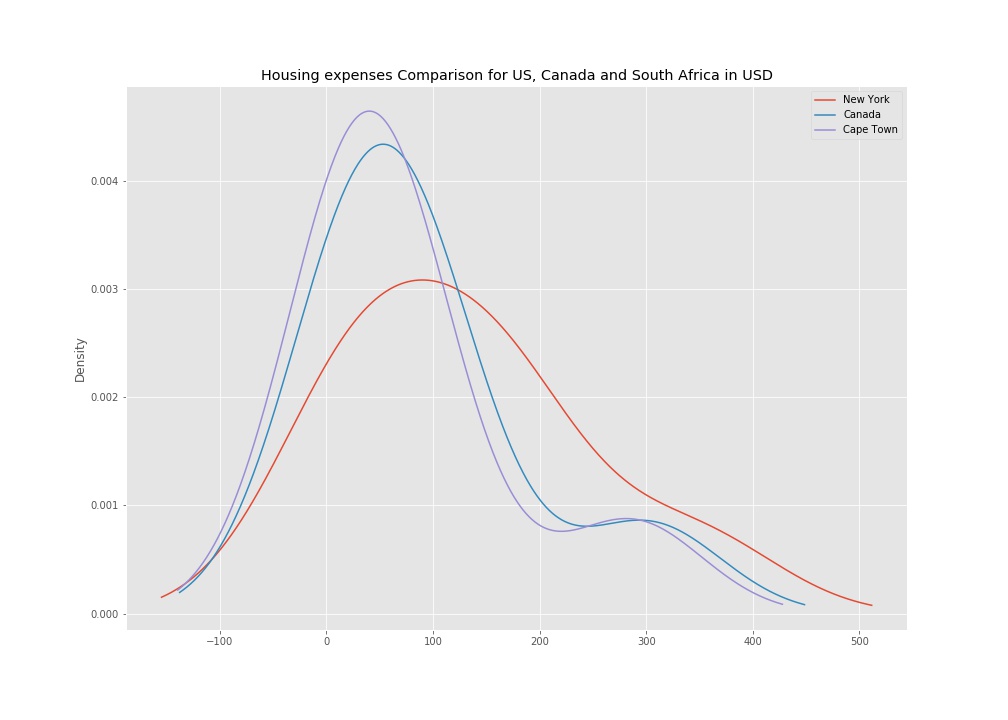 Housing expenses Comparison for US, Canada and South Africa in USD
New York
Canada
Cape Town
Density
0.004
0.003
0.002
0.001
0.000
−100
0
100
200
300
400
500